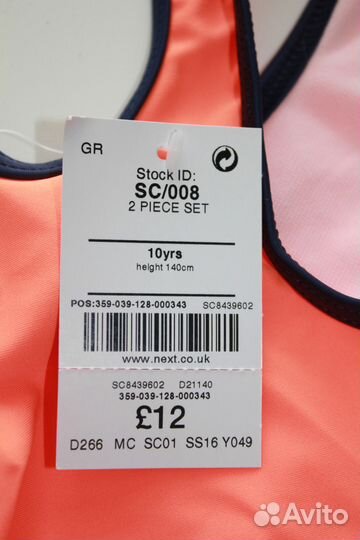 GR
Stock ID:
SC/008
2 PIECE SET
10yrs
height 140cm
POS:359-039-128-000343 SC8439602
www.next.co.uk
SC8439602 D21140
359-039-128-000343
£12
D266 MC SC01 SS16 Y049
Avito